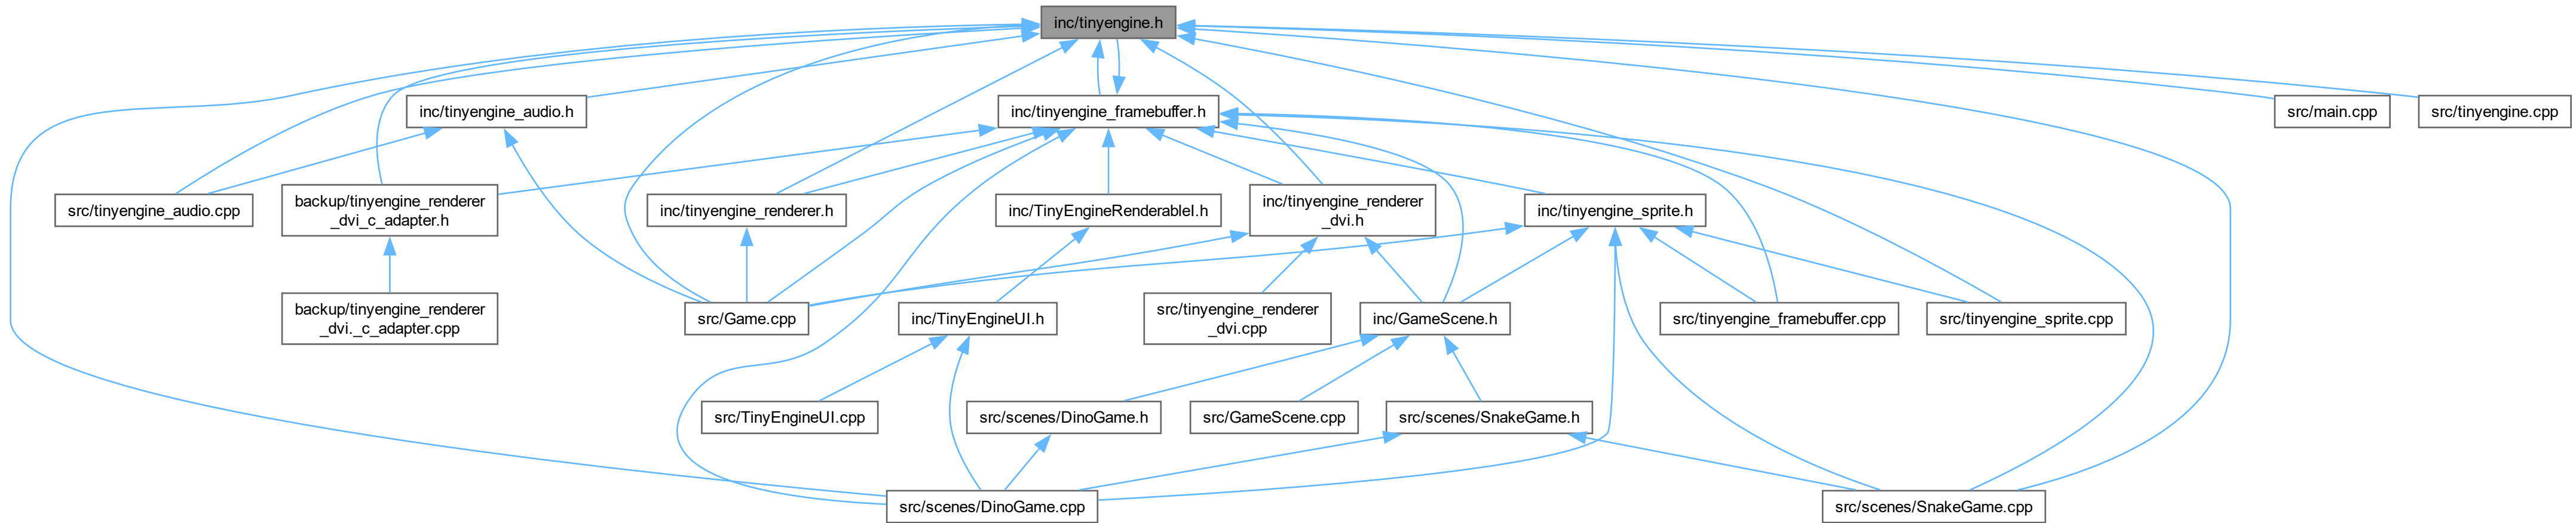 inc/tinyengine.h
inc/tinyengine_audio.h
inc/tinyengine_framebuffer.h
src/main.cpp
src/tinyengine.cpp
src/tinyengine_audio.cpp
backup/tinyengine_renderer
_dvi_c_adapter.h
inc/tinyengine_renderer.h
inc/TinyEngineRenderableI.h
inc/tinyengine_renderer
_dvi.h
inc/tinyengine_sprite.h
backup/tinyengine_renderer
_dvi._c_adapter.cpp
src/Game.cpp
inc/TinyEngineUI.h
src/tinyengine_renderer
_dvi.cpp
inc/GameScene.h
src/tinyengine_framebuffer.cpp
src/tinyengine_sprite.cpp
src/TinyEngineUI.cpp
src/scenes/DinoGame.h
src/GameScene.cpp
src/scenes/SnakeGame.h
src/scenes/DinoGame.cpp
src/scenes/SnakeGame.cpp